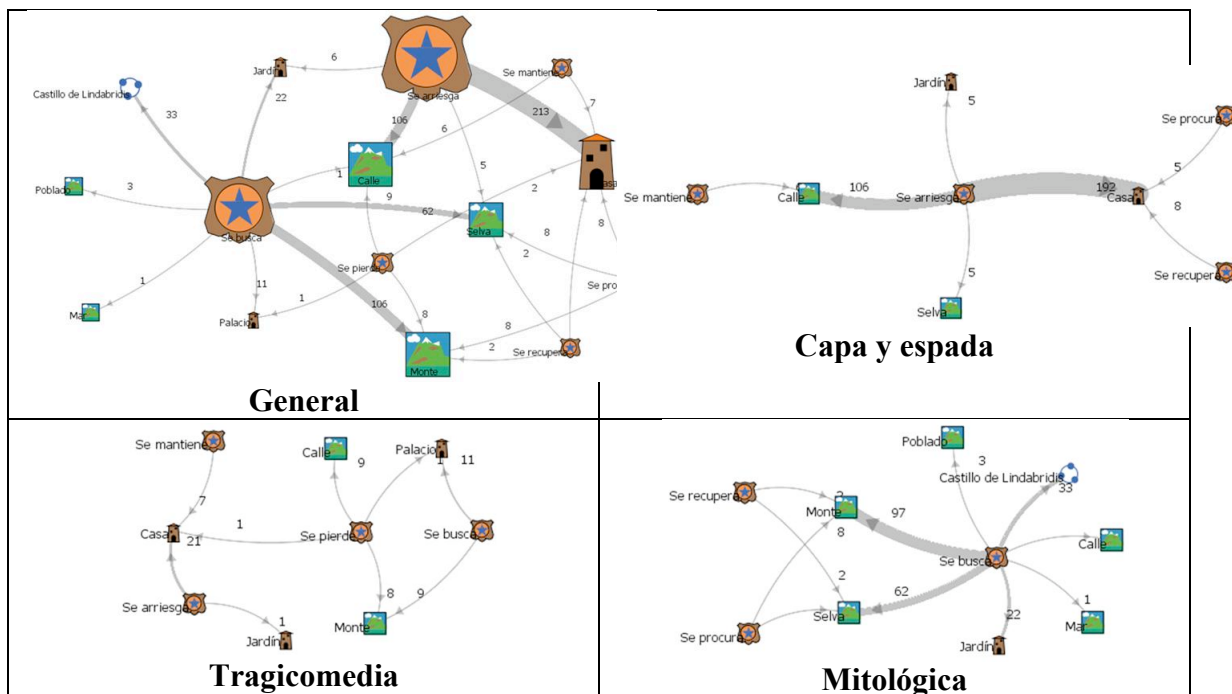 Jardín
6
Se mantiene
Castillo de Lindabridis
Se arriesga
7
33
22
213
106
6
1
Calle
5
Poblado
3
9
2
62
Selva
8
8
Se busca
2
Se pierde
1
11
106
1
8
8
Mar
Palacio
2
Se recupera
Monte
General
Jardín
5
Se procura
5
Se mantiene
Calle
106
Se arriesga
192
Casa
8
5
Se recupera
Selva
Capa y espada
Se mantiene
Calle
Palacio
9
1
11
7
Casa
1
21
Se pierde
Se busca
8
9
Se arriesga
1
Monte
Jardín
Tragicomedia
Poblado
3
Castillo de Lindabridis
33
Se recupera
Monte
97
8
Calle
Se busca
2
62
1
Selva
22
Mar
Se procura
Jardín
Mitológica